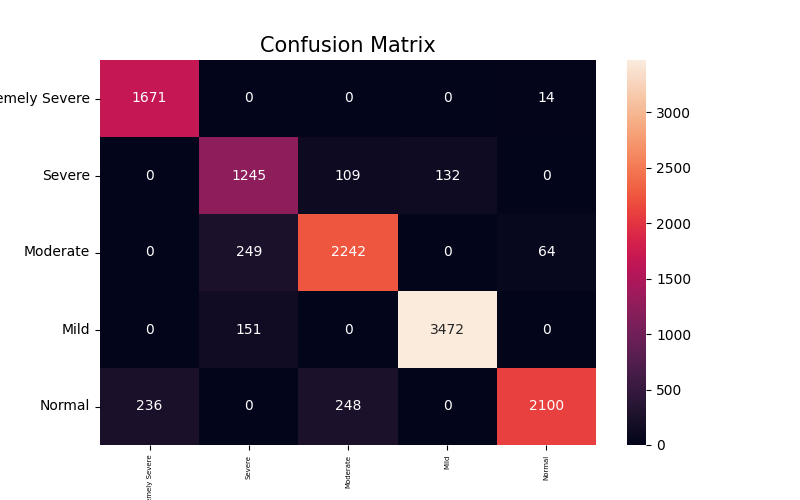 Confusion Matrix
emely Severe 1671 0 0 0 14
Severe 0 1245 109 132 0
Moderate 0 249 2242 0 64
Mild 0 151 0 3472 0
Normal 236 0 248 0 2100
emely Severe Severe Moderate Mild Normal
3000
2500
2000
1500
1000
500
0